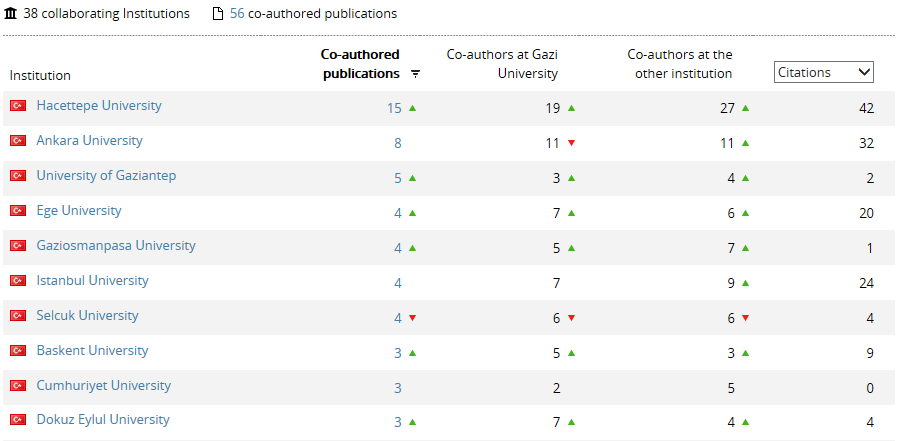 38 collaborating Institutions 56 co-authored publications
Co-authored Co-authors at Gazi Co-authors at the
Institution publications University other institution Citations
Hacettepe University 15 19 27 42
Ankara University 8 11 11 32
University of Gaziantep 5 3 4 2
Ege University 4 7 6 20
Gaziosmanpasa University 4 5 7 1
Istanbul University 4 7 9 24
Selcuk University 4 6 6 4
Baskent University 3 5 3 9
Cumhuriyet University 3 2 5 0
Dokuz Eylul University 3 7 4 4